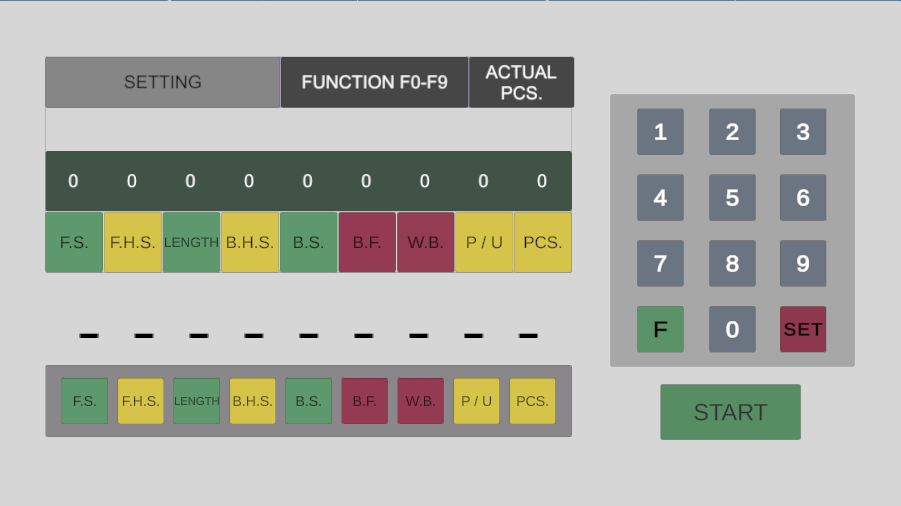 SETTING FUNCTION F0-F9 ACTUAL PCS.
0 0 0 0 0 0 0 0 0
F.S. F.H.S. LENGTH B.H.S. B.S. B.F. W.B. P / U PCS.
– – – – – – – – –
F.S. F.H.S. LENGTH B.H.S. B.S. B.F. W.B. P / U PCS.
1 2 3
4 5 6
7 8 9
F 0 SET
START